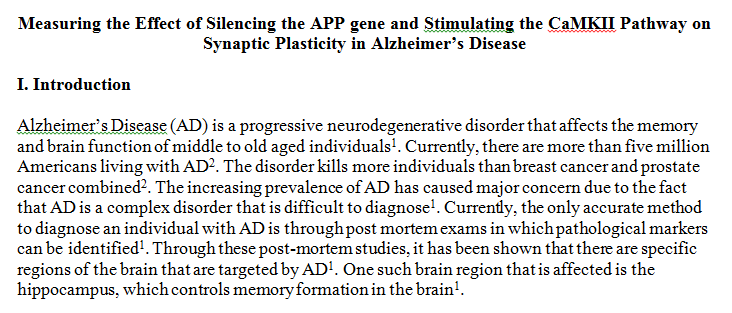 Measuring the Effect of Silencing the APP gene and Stimulating the CaMKII Pathway on
Synaptic Plasticity in Alzheimer's Disease
I. Introduction
Alzheimer's Disease (AD) is a progressive neurodegenerative disorder that affects the memory
and brain function of middle to old aged individuals¹. Currently, there are more than five million
Americans living with AD². The disorder kills more individuals than breast cancer and prostate
cancer combined². The increasing prevalence of AD has caused major concern due to the fact
that AD is a complex disorder that is difficult to diagnose¹. Currently, the only accurate method
to diagnose an individual with AD is through post mortem exams in which pathological markers
can be identified¹. Through these post-mortem studies, it has been shown that there are specific
regions of the brain that are targeted by AD¹. One such brain region that is affected is the
hippocampus, which controls memory formation in the brain¹.